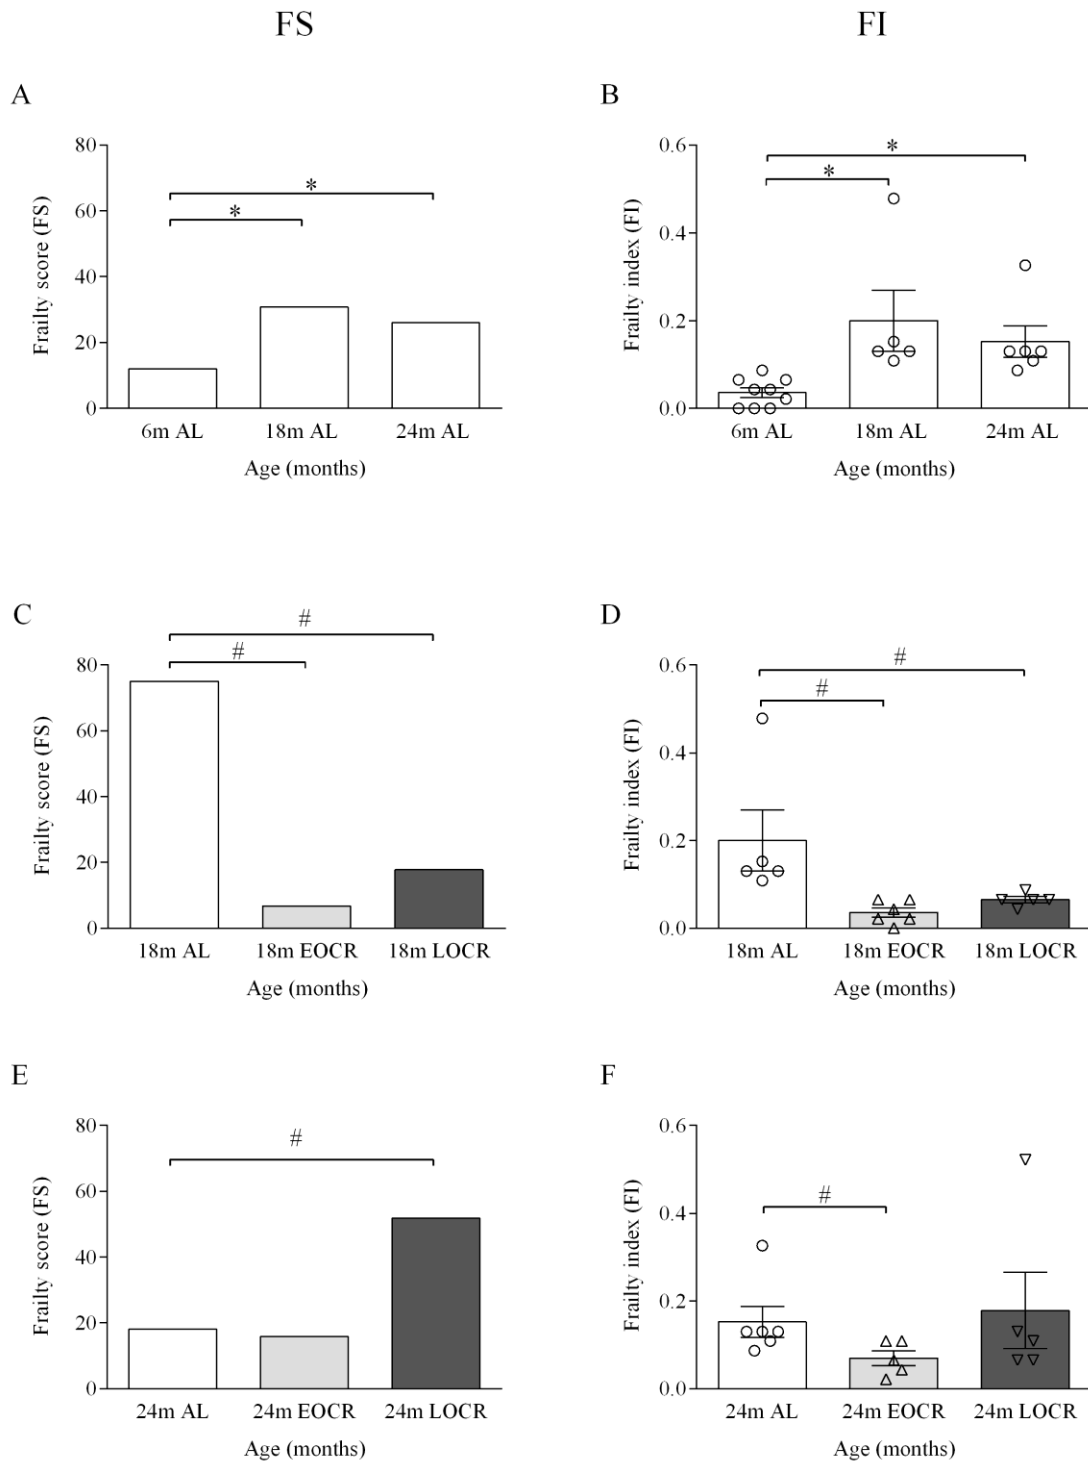 FS
FI
A
80
60
40
20
0
Frailty score (FS)
*
*
6m AL 18m AL 24m AL
Age (months)
B
0.6
0.4
0.2
0.0
Frailty index (FI)
*
*
6m AL 18m AL 24m AL
Age (months)
C
80
60
40
20
0
Frailty score (FS)
#
#
18m AL 18m EOCR 18m LOCR
Age (months)
D
0.6
0.4
0.2
0.0
Frailty index (FI)
#
#
18m AL 18m EOCR 18m LOCR
Age (months)
E
80
60
40
20
0
Frailty score (FS)
#
24m AL 24m EOCR 24m LOCR
Age (months)
F
0.6
0.4
0.2
0.0
Frailty index (FI)
#
24m AL 24m EOCR 24m LOCR
Age (months)